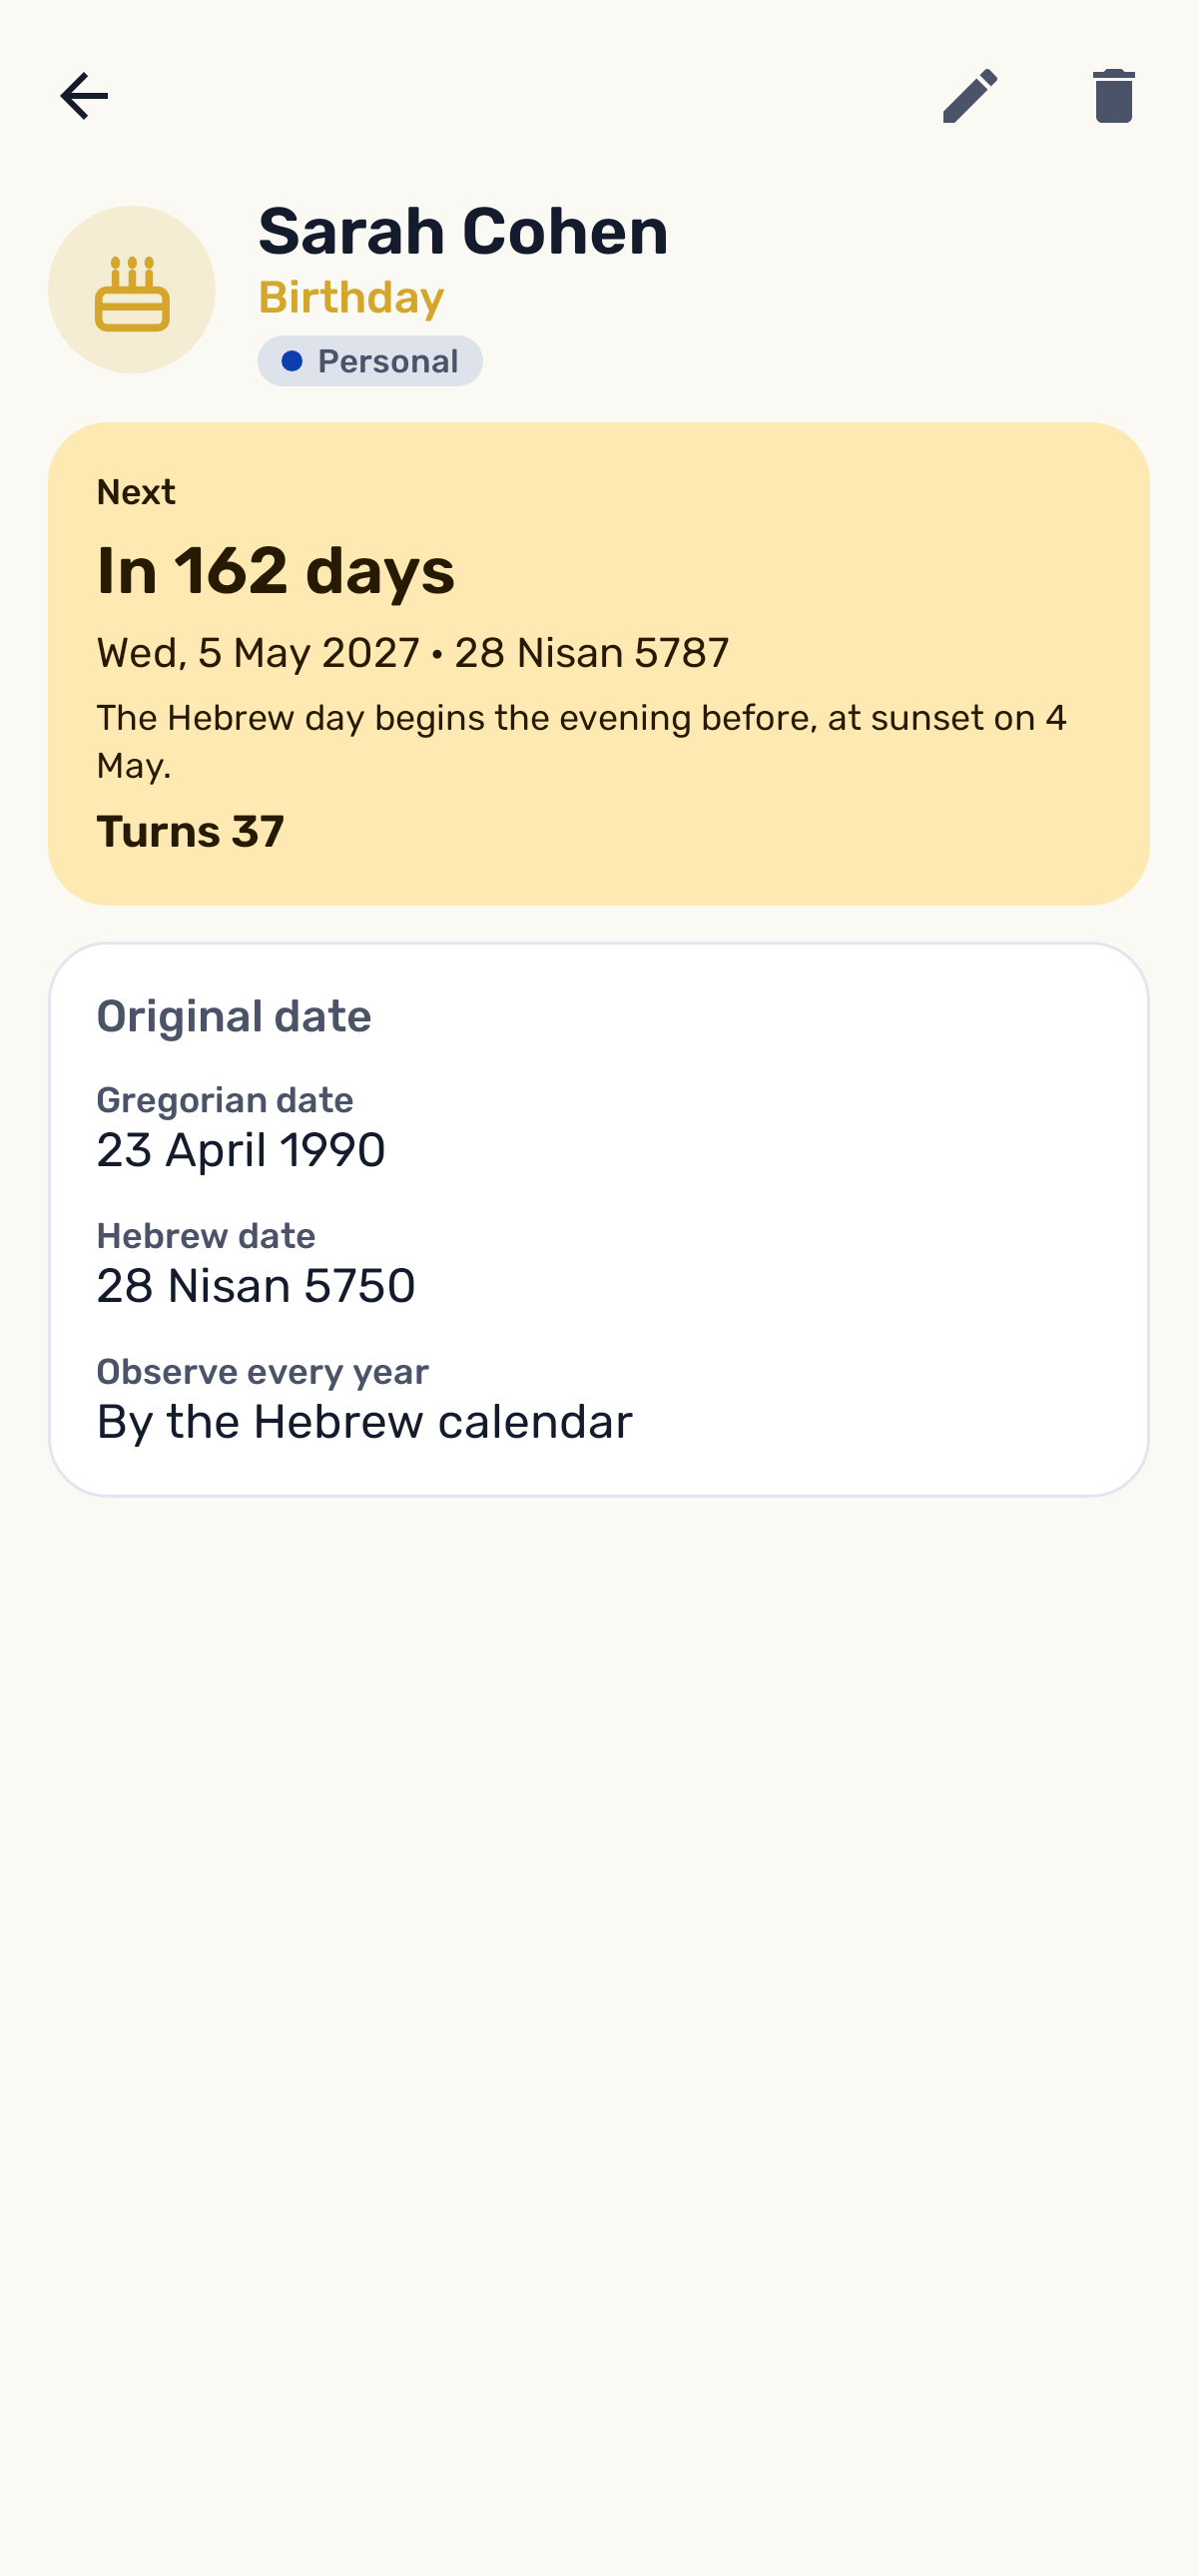 Sarah Cohen
Birthday
Personal
Next
In 162 days
Wed, 5 May 2027 • 28 Nisan 5787
The Hebrew day begins the evening before, at sunset on 4
May.
Turns 37
Original date
Gregorian date
23 April 1990
Hebrew date
28 Nisan 5750
Observe every year
By the Hebrew calendar